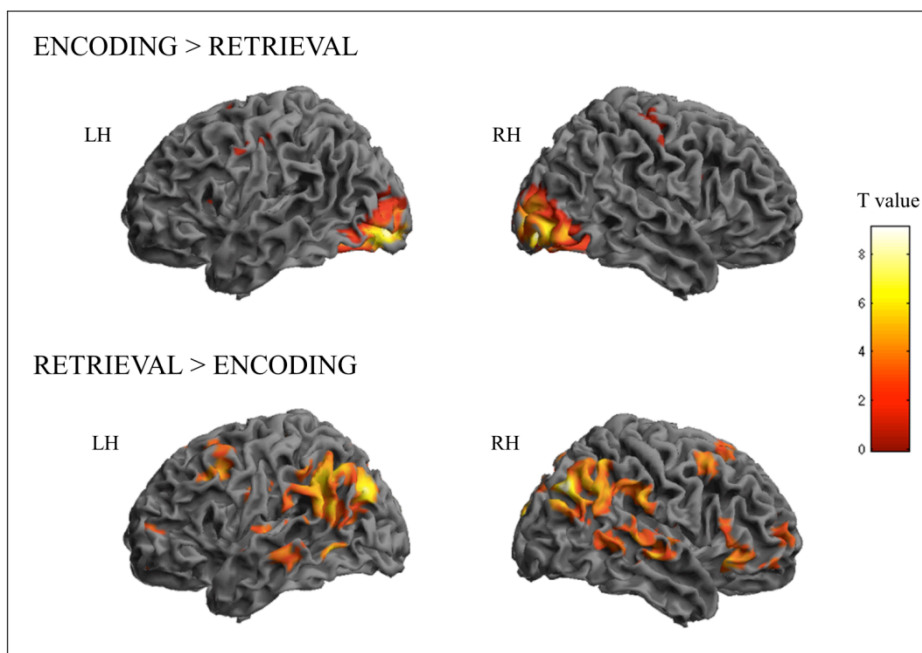 ENCODING > RETRIEVAL
LH
RH
T value
8
6
4
2
0
RETRIEVAL > ENCODING
LH
RH